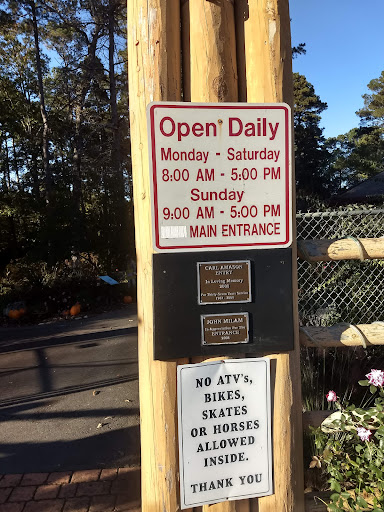 Open Daily
Monday - Saturday
8:00 AM - 5:00 PM
Sunday
9:00 AM - 5:00 PM
MAIN ENTRANCE
CARL AMASON
ENTRY
In Loving Memory
JOHN MILAM
ENTRANCE
NO ATV's,
BIKES,
SKATES
OR HORSES
ALLOWED
INSIDE.
THANK YOU